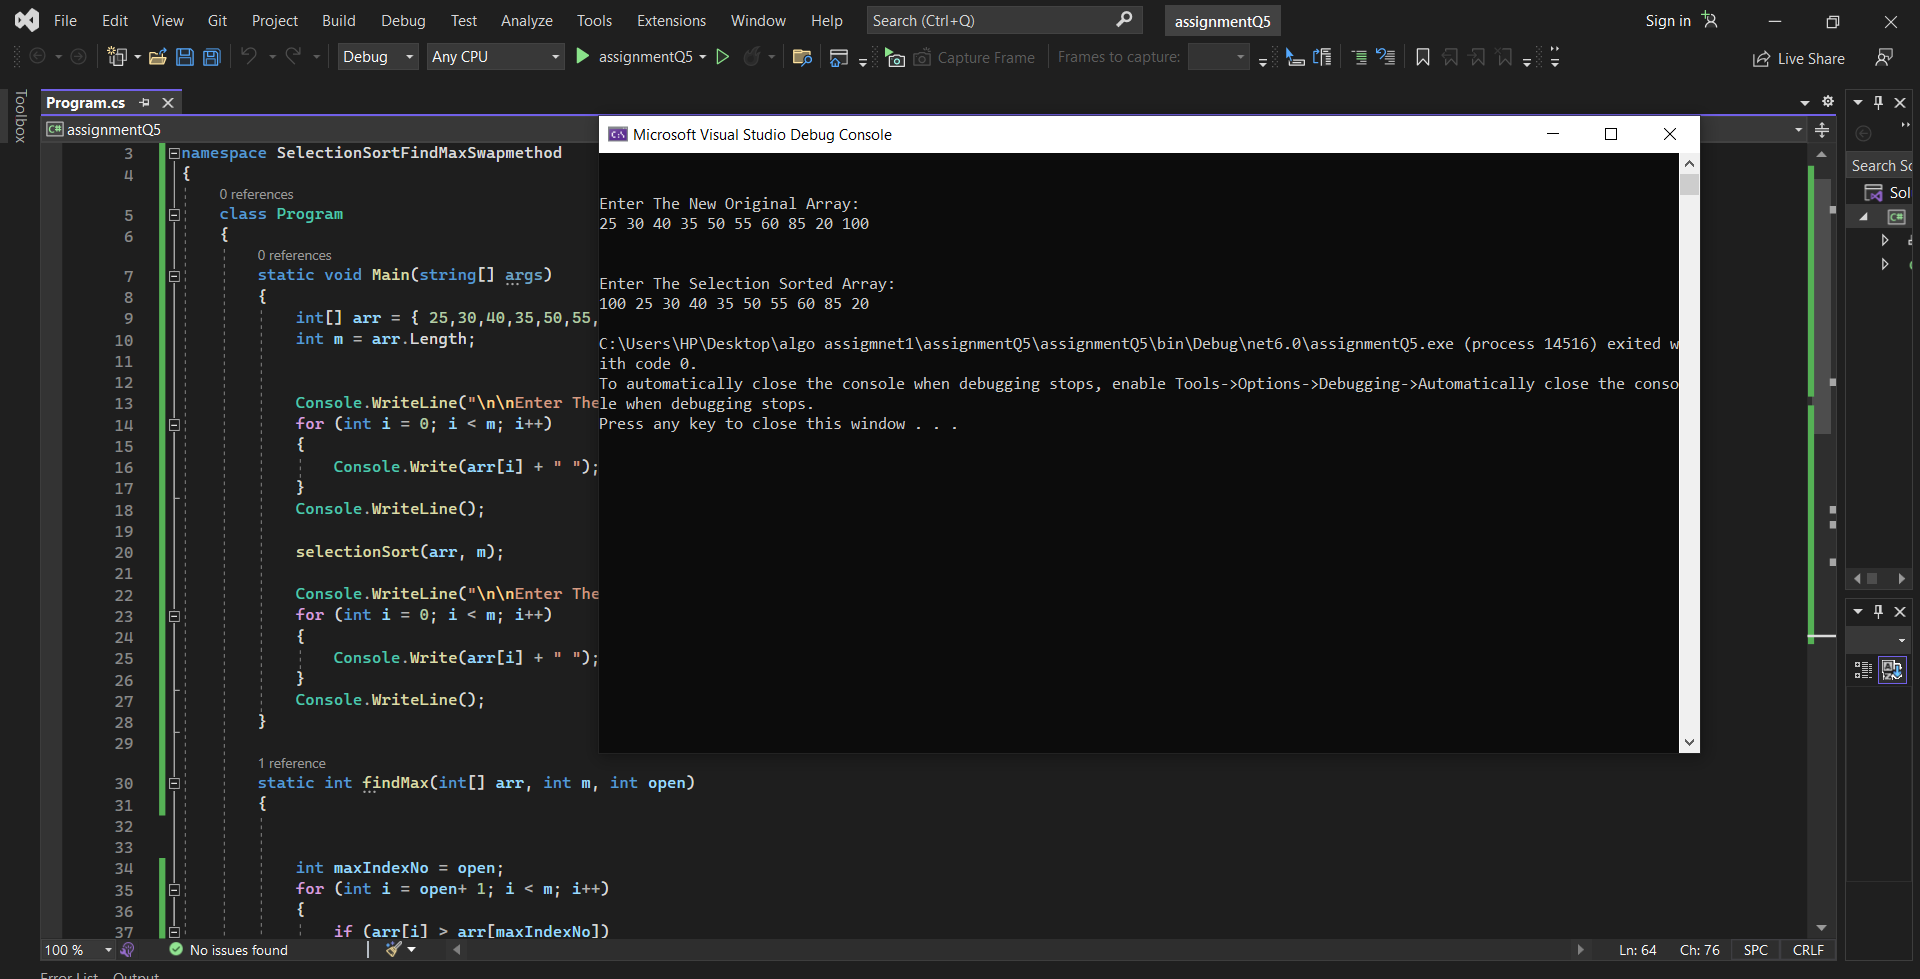 File Edit View Git Project Build Debug Test Analyze Tools Extensions Window Help Search (Ctrl+Q) assignmentQ5 Sign in
Debug Any CPU assignmentQ5 Capture Frame Frames to capture: Live Share
Toolbox
Program.cs
C# assignmentQ5
Microsoft Visual Studio Debug Console
Enter The New Original Array:
25 30 40 35 50 55 60 85 20 100
Enter The Selection Sorted Array:
100 25 30 40 35 50 55 60 85 20
C:\Users\HP\Desktop\algo assigmnet1\assignmentQ5\assignmentQ5\bin\Debug\net6.0\assignmentQ5.exe (process 14516) exited w
ith code 0.
To automatically close the console when debugging stops, enable Tools->Options->Debugging->Automatically close the conso
le when debugging stops.
Press any key to close this window . . .
3 namespace SelectionSortFindMaxSwapmethod
4 {
0 references
5 class Program
6 {
0 references
7 static void Main(string[] args)
8 {
9 int[] arr = { 25,30,40,35,50,55,
10 int m = arr.Length;
11
12
13 Console.WriteLine("\n\nEnter The
14 for (int i = 0; i < m; i++)
15 {
16 Console.Write(arr[i] + " ");
17 }
18 Console.WriteLine();
19
20 selectionSort(arr, m);
21
22 Console.WriteLine("\n\nEnter The
23 for (int i = 0; i < m; i++)
24 {
25 Console.Write(arr[i] + " ");
26 }
27 Console.WriteLine();
28 }
29
1 reference
30 static int findMax(int[] arr, int m, int open)
31 {
32
33
34 int maxIndexNo = open;
35 for (int i = open+ 1; i < m; i++)
36 {
37 if (arr[i] > arr[maxIndexNo])
Search So
Sol
C#
100 % No issues found Ln: 64 Ch: 76 SPC CRLF
Error List Output